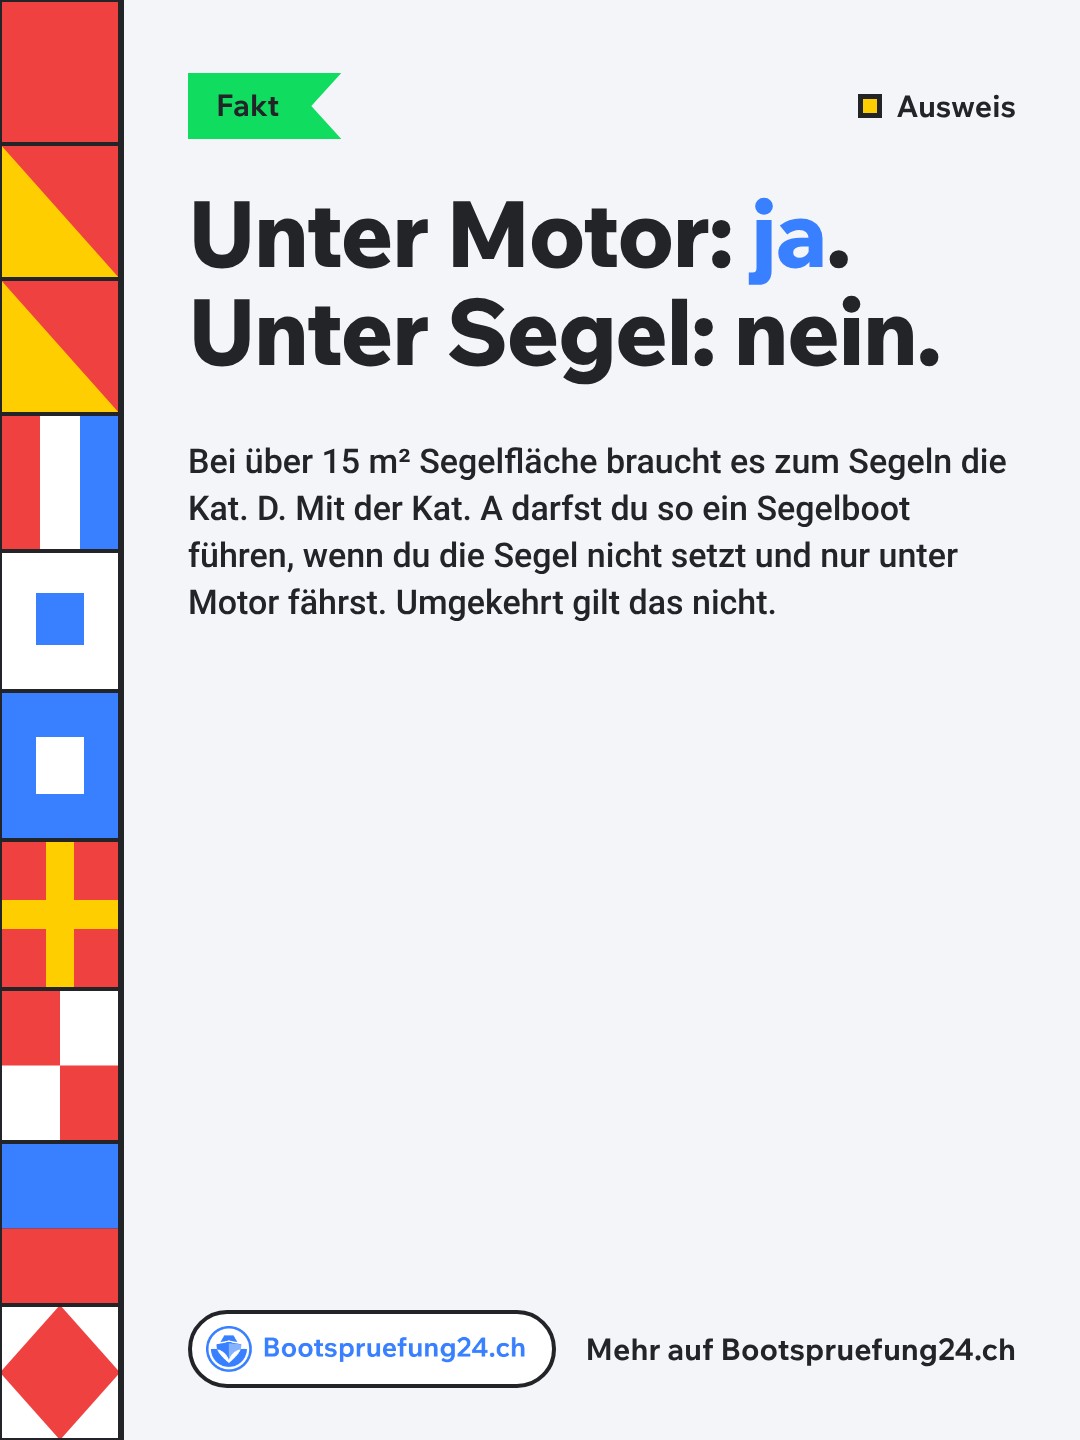 Fakt
Ausweis
Unter Motor: ja.
Unter Segel: nein.
Bei über 15 m² Segelfläche braucht es zum Segeln die
Kat. D. Mit der Kat. A darfst du so ein Segelboot
führen, wenn du die Segel nicht setzt und nur unter
Motor fährst. Umgekehrt gilt das nicht.
Bootspruefung24.ch
Mehr auf Bootspruefung24.ch